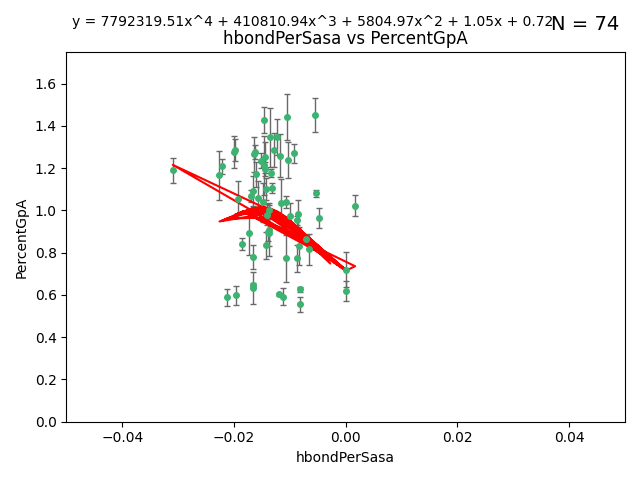 y = 7792319.51x^4 + 410810.94x^3 + 5804.97x^2 + 1.05x + 0.72
N = 74
hbondPerSasa vs PercentGpA
1.6
1.4
1.2
1.0
0.8
0.6
0.4
0.2
0.0
PercentGpA
−0.04 −0.02 0.00 0.02 0.04
hbondPerSasa